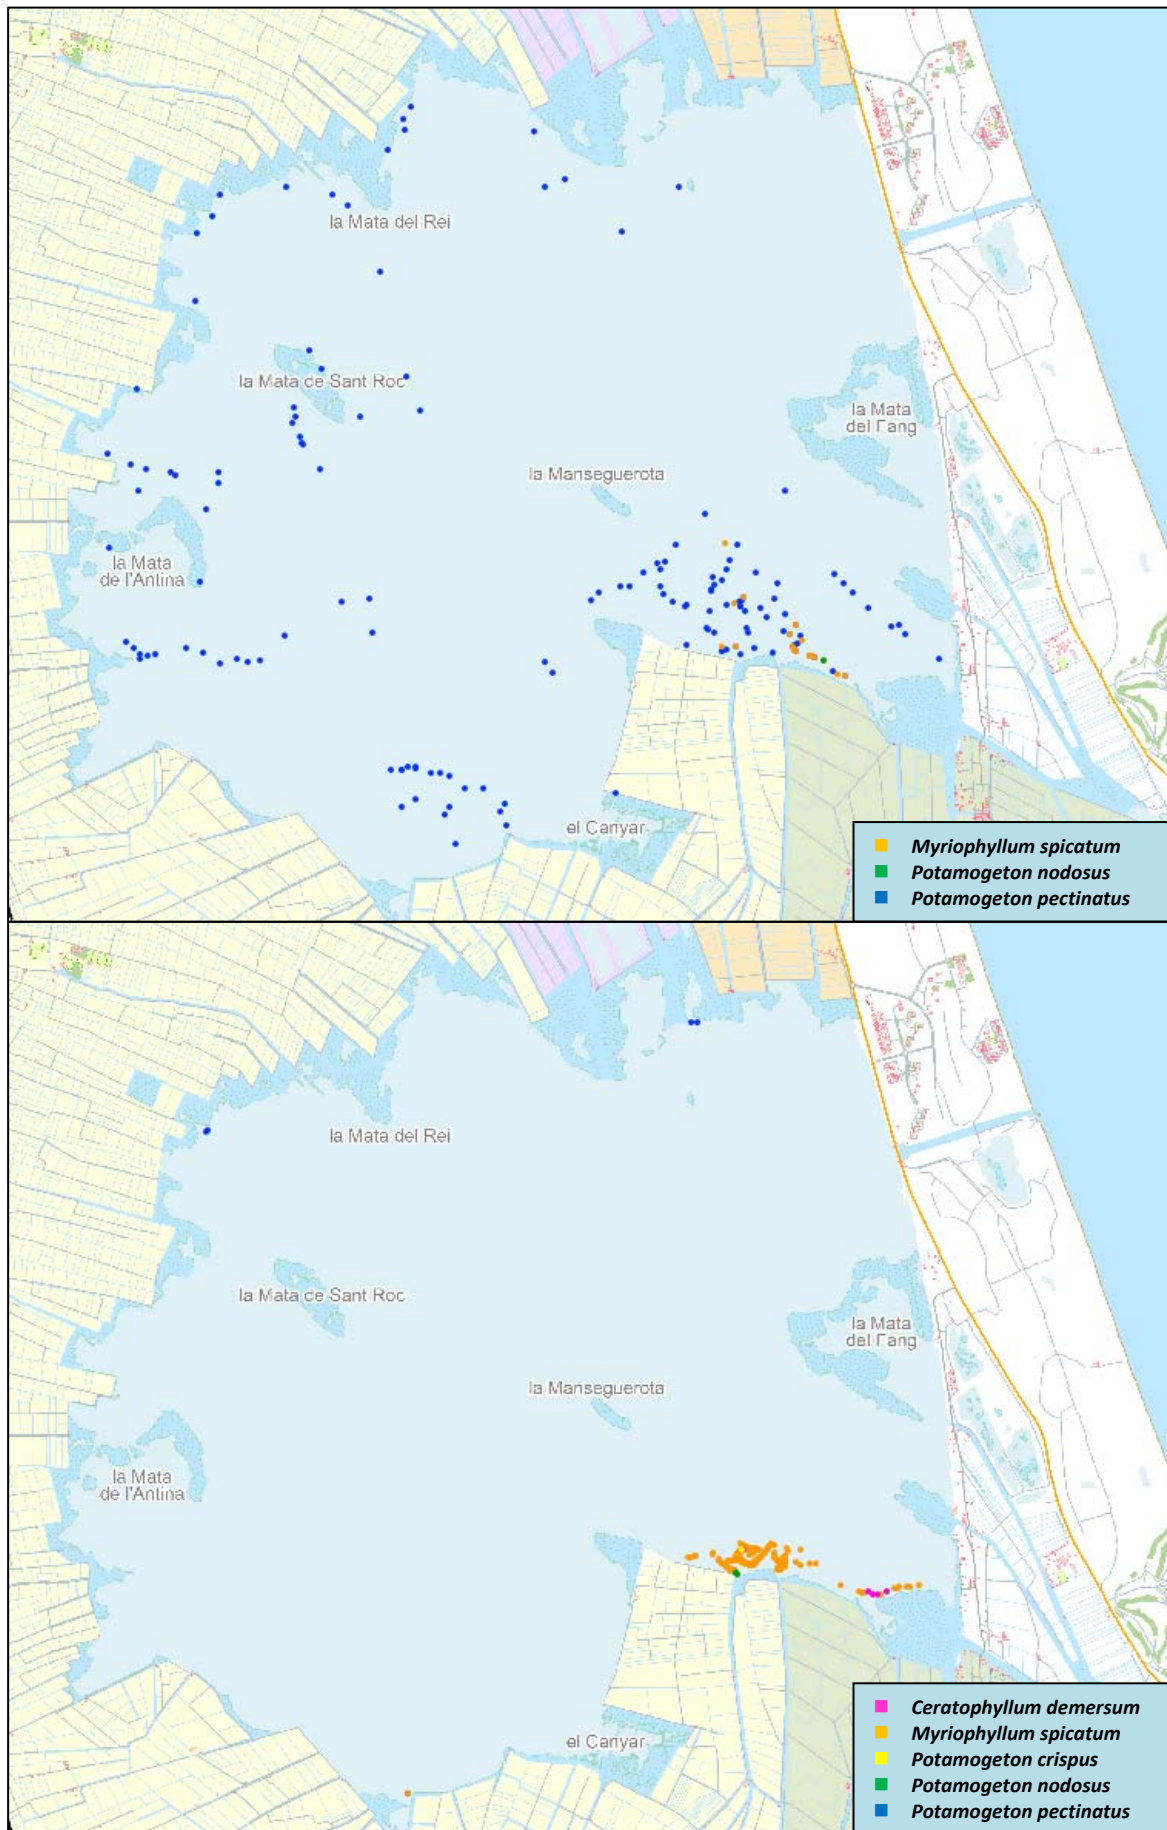 la Mata del Rei
la Mata de Sant Roc
la Mata
del Fang
la Manseguerota
la Mata
de l'Antina
el Canyar
Myriophyllum spicatum
Potamogeton nodosus
Potamogeton pectinatus
la Mata del Rei
la Mata de Sant Roc
la Mata
del Fang
la Manseguerota
la Mata
de l'Antina
el Canyar
Ceratophyllum demersum
Myriophyllum spicatum
Potamogeton crispus
Potamogeton nodosus
Potamogeton pectinatus